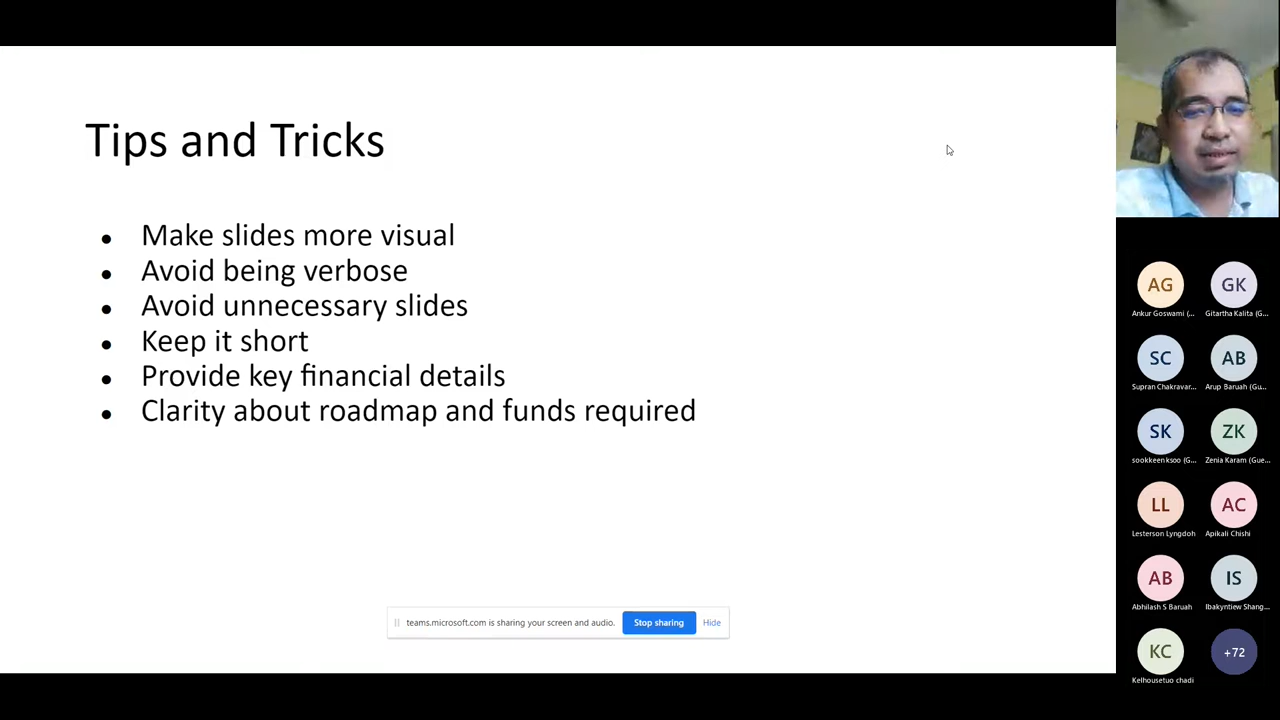 Tips and Tricks
● Make slides more visual
● Avoid being verbose
● Avoid unnecessary slides
● Keep it short
● Provide key financial details
● Clarity about roadmap and funds required
teams.microsoft.com is sharing your screen and audio. Stop sharing Hide
AG GK
Ankur Goswami (... Gitartha Kalita (G...
SC AB
Supran Chakravar... Arup Baruah (Gu...
SK ZK
sookkeenksoo (G... Zenia Karam (Gue...
LL AC
Lesterson Lyngdoh Apikali Chishi
AB IS
Abhilash S Baruah Ibakyntiew Shang...
KC +72
Kelhousetuo chadi